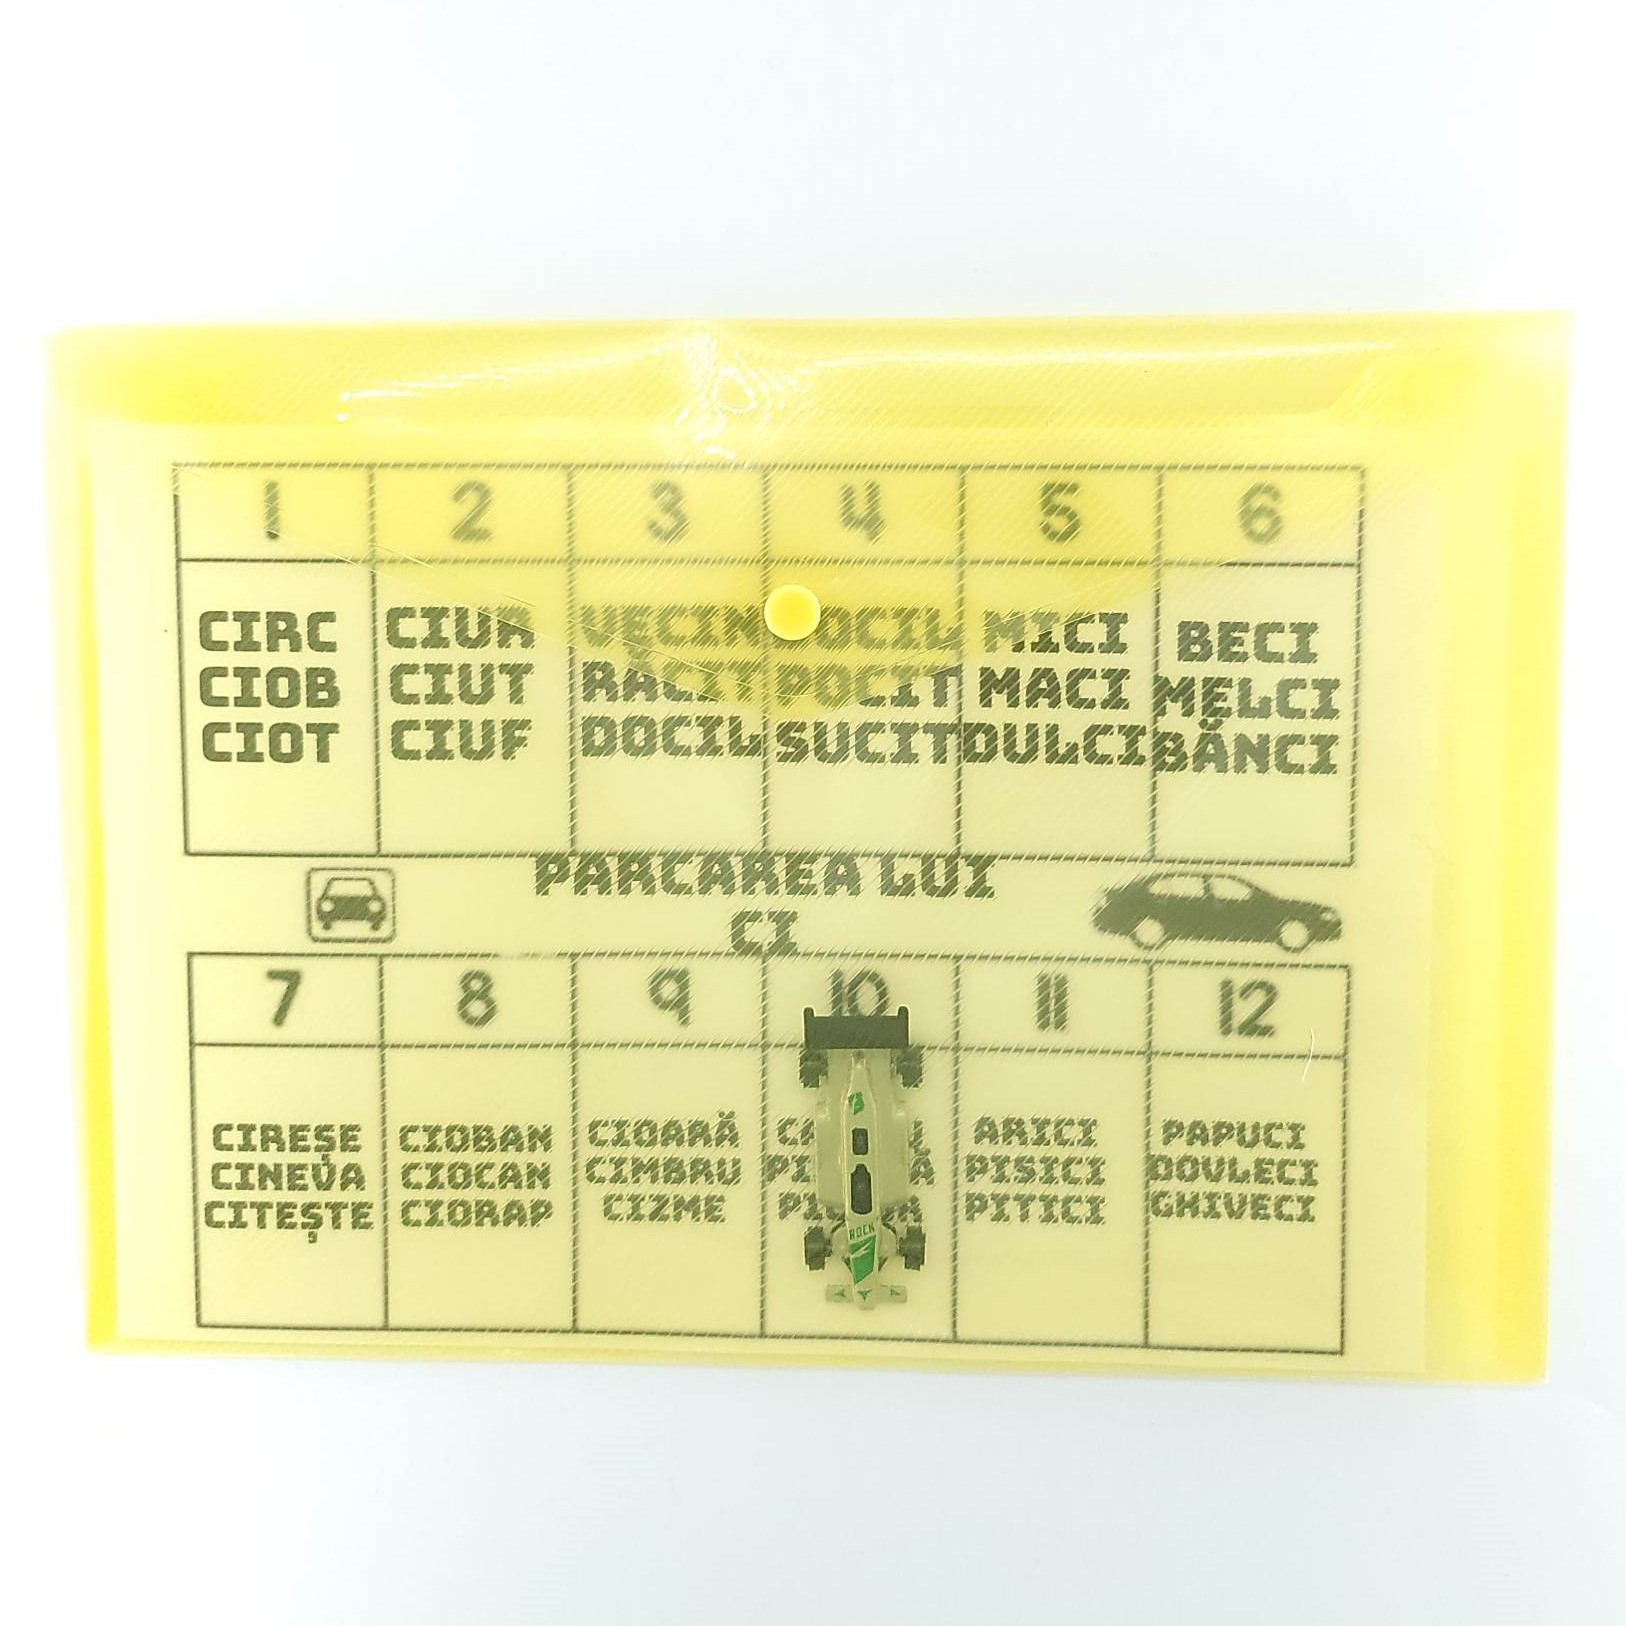 1 2 3 4 5 6
CIRC CIUR VECIN DOCIL MICI BECI
CIOB CIUT RĂCIT POCIT MACI MELCI
CIOT CIUF DOCIL SUCIT DULCI BĂNCI
PARCAREA LUI
CI
7 8 9 10 11 12
CIREȘE CIOBAN CIOARĂ ARICI PAPUCI
CINEVA CIOCAN CIMBRU PISICI DOVLECI
CITEȘTE CIORAP CIZME PITICI GHIVECI
ROCK